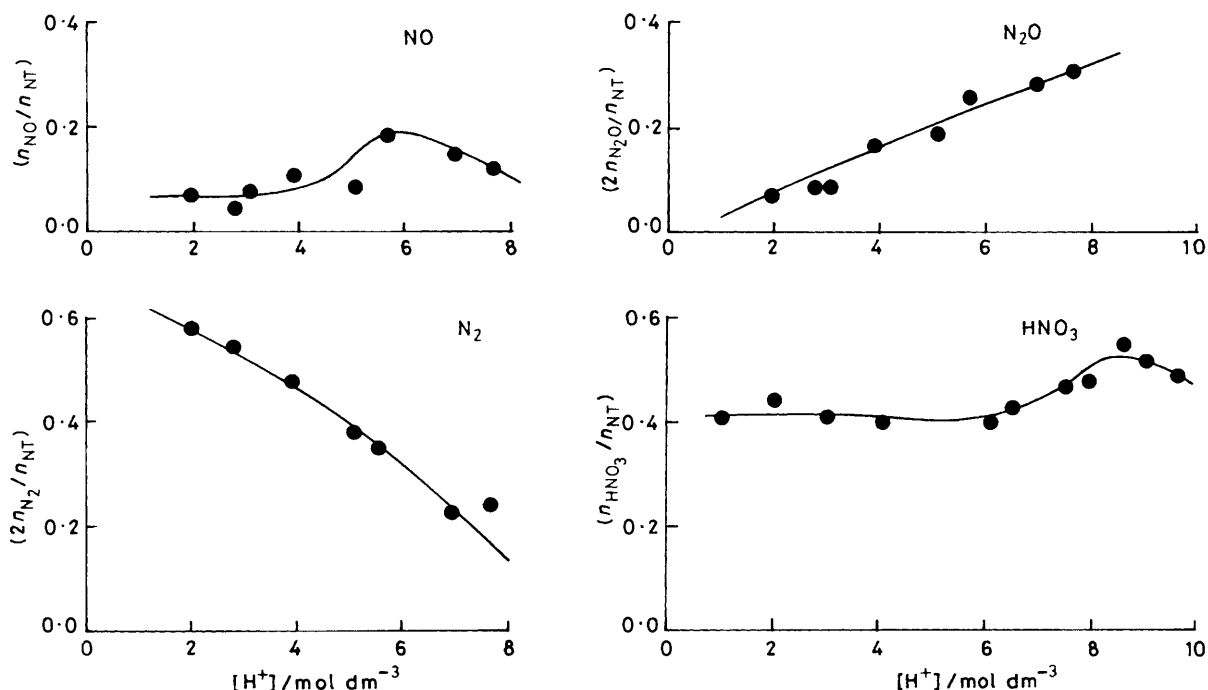 0·4
0·2
0·0
(n_NO/n_NT)
NO
0 2 4 6 8
0·4
0·2
0·0
(2n_N₂O/n_NT)
N₂O
0 2 4 6 8 10
0·6
0·4
0·2
0·0
(2n_N₂/n_NT)
N₂
0 2 4 6 8
[H⁺]/mol dm⁻³
0·6
0·4
0·2
0·0
(n_HNO₃/n_NT)
HNO₃
0 2 4 6 8 10
[H⁺]/mol dm⁻³